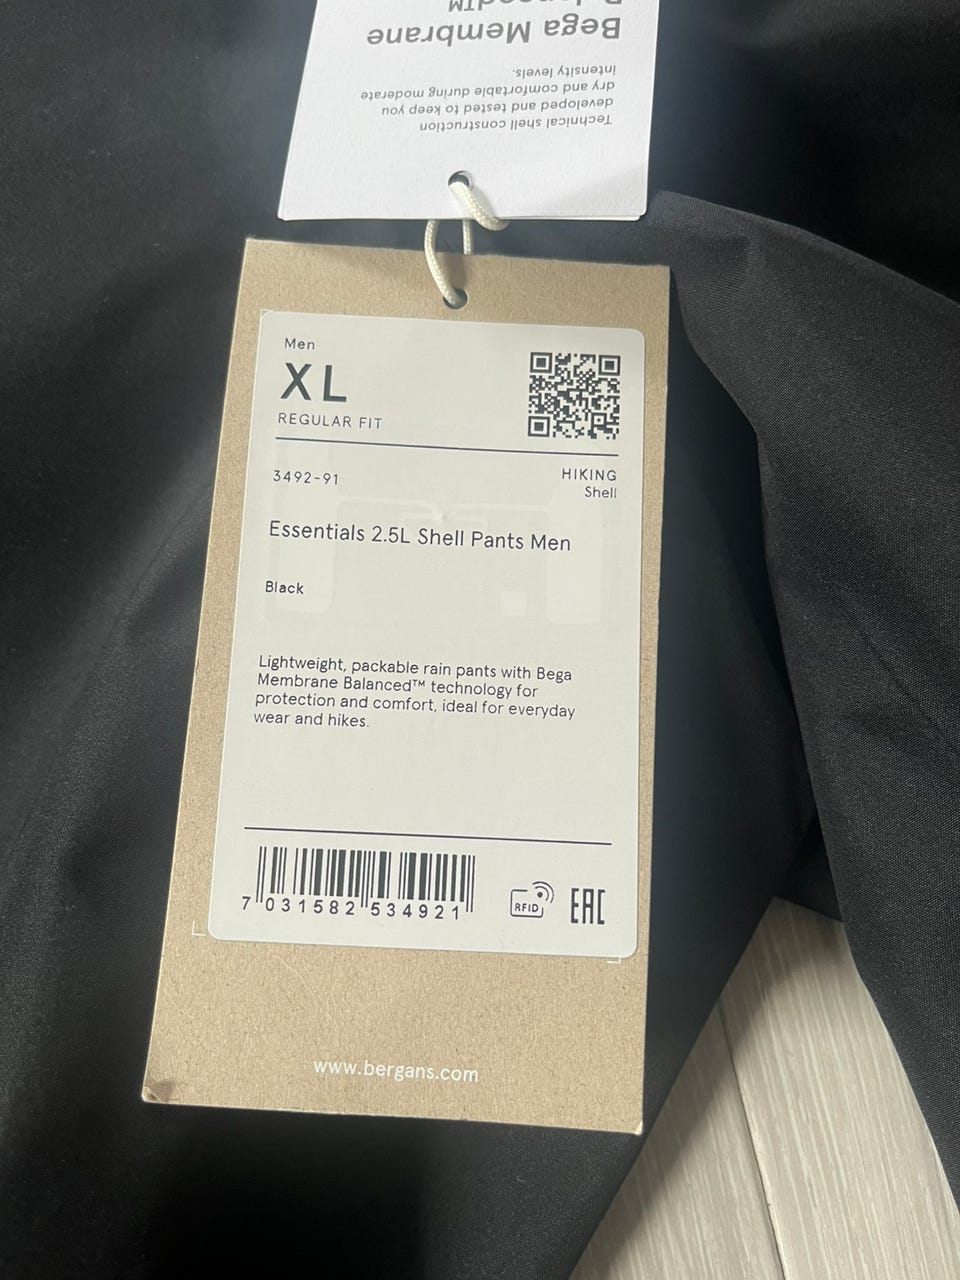 Balanced™
Bega Membrane
Technical shell construction
developed and tested to keep you
dry and comfortable during moderate
intensity levels.
Men
XL
REGULAR FIT
3492-91
HIKING
Shell
Essentials 2.5L Shell Pants Men
Black
Lightweight, packable rain pants with Bega
Membrane Balanced™ technology for
protection and comfort, ideal for everyday
wear and hikes.
7 031582 534921
RFID
EAC
www.bergans.com